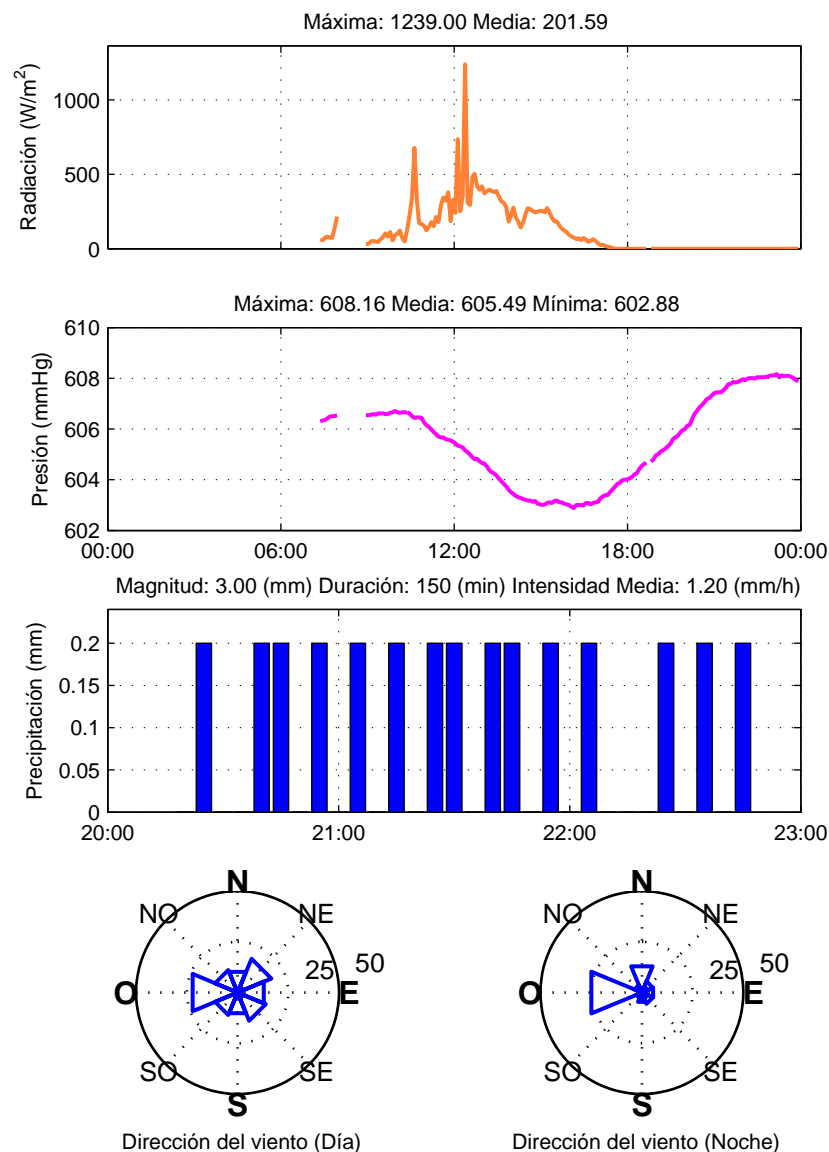 Máxima: 1239.00 Media: 201.59
Radiación (W/m²)
1000
500
0
Máxima: 608.16 Media: 605.49 Mínima: 602.88
Presión (mmHg)
610
608
606
604
602
00:00 06:00 12:00 18:00 00:00
Magnitud: 3.00 (mm) Duración: 150 (min) Intensidad Media: 1.20 (mm/h)
Precipitación (mm)
0.2
0.15
0.1
0.05
0
20:00 21:00 22:00 23:00
N
NO NE
25 50
O E
SO SE
S
Dirección del viento (Día)
N
NO NE
25 50
O E
SO SE
S
Dirección del viento (Noche)